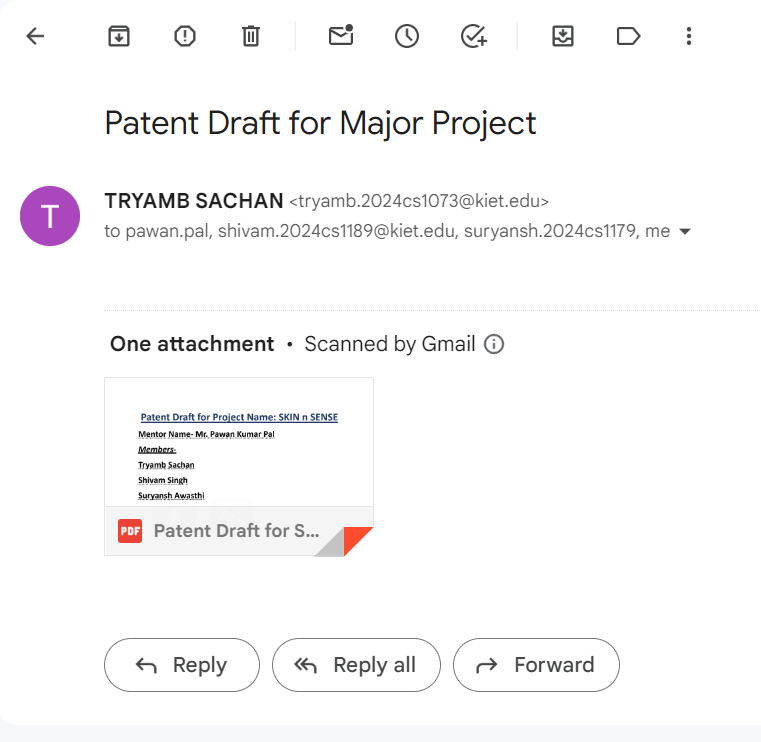 Patent Draft for Major Project
T
TRYAMB SACHAN <tryamb.2024cs1073@kiet.edu>
to pawan.pal, shivam.2024cs1189@kiet.edu, suryansh.2024cs1179, me
One attachment • Scanned by Gmail
Patent Draft for Project Name: SKIN n SENSE
Mentor Name- Mr. Pawan Kumar Pal
Members-
Tryamb Sachan
Shivam Singh
Suryansh Awasthi
PDF Patent Draft for S...
Reply Reply all Forward